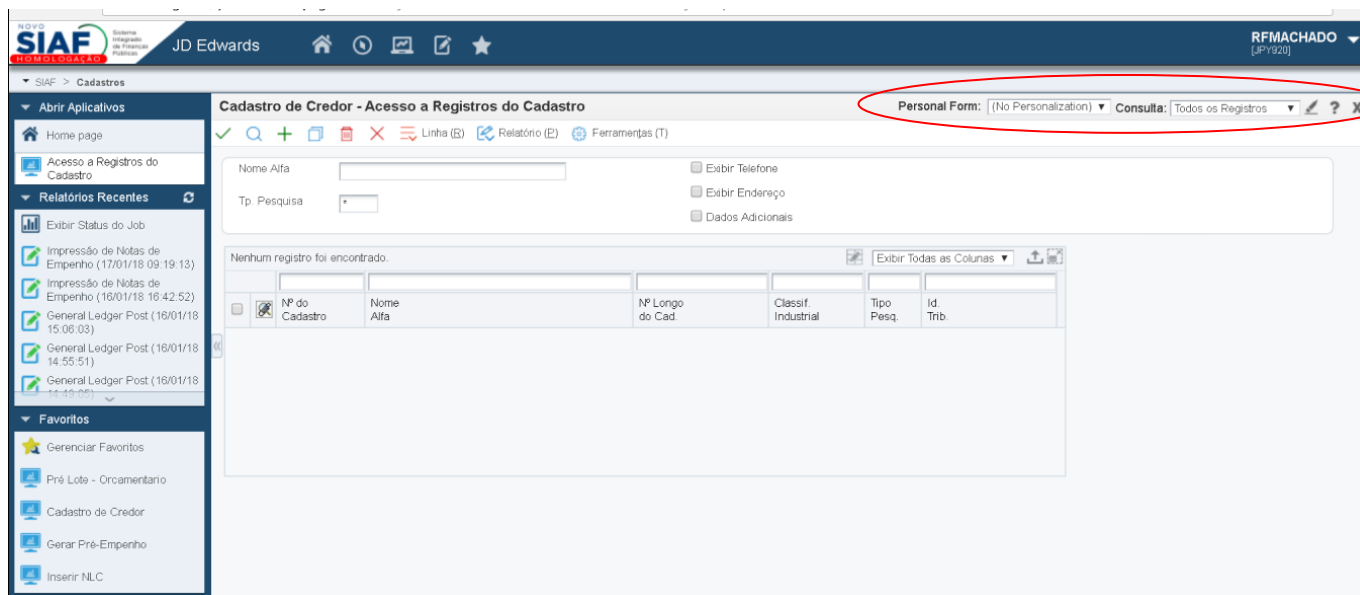 NOVO
SIAF
HOMOLOGAÇÃO
Sistema
Integrado
de Finanças
Públicas
JD Edwards
RFMACHADO
[JPY920]
SIAF > Cadastros
Abrir Aplicativos
Home page
Acesso a Registros do
Cadastro
Relatórios Recentes
Exibir Status do Job
Impressão de Notas de
Empenho (17/01/18 09:19:13)
Impressão de Notas de
Empenho (16/01/18 16:42:52)
General Ledger Post (16/01/18
15:06:03)
General Ledger Post (16/01/18
14:55:51)
General Ledger Post (16/01/18
14:49:05)
Favoritos
Gerenciar Favoritos
Pré Lote - Orcamentario
Cadastro de Credor
Gerar Pré-Empenho
Inserir NLC
Cadastro de Credor - Acesso a Registros do Cadastro
Personal Form: (No Personalization) Consulta: Todos os Registros ? X
Linha (R) Relatório (P) Ferramentas (T)
Nome Alfa
Exibir Telefone
Tp. Pesquisa *
Exibir Endereço
Dados Adicionais
Nenhum registro foi encontrado.
Exibir Todas as Colunas
Nº do
Cadastro
Nome
Alfa
Nº Longo
do Cad.
Classif.
Industrial
Tipo
Pesq.
Id.
Trib.